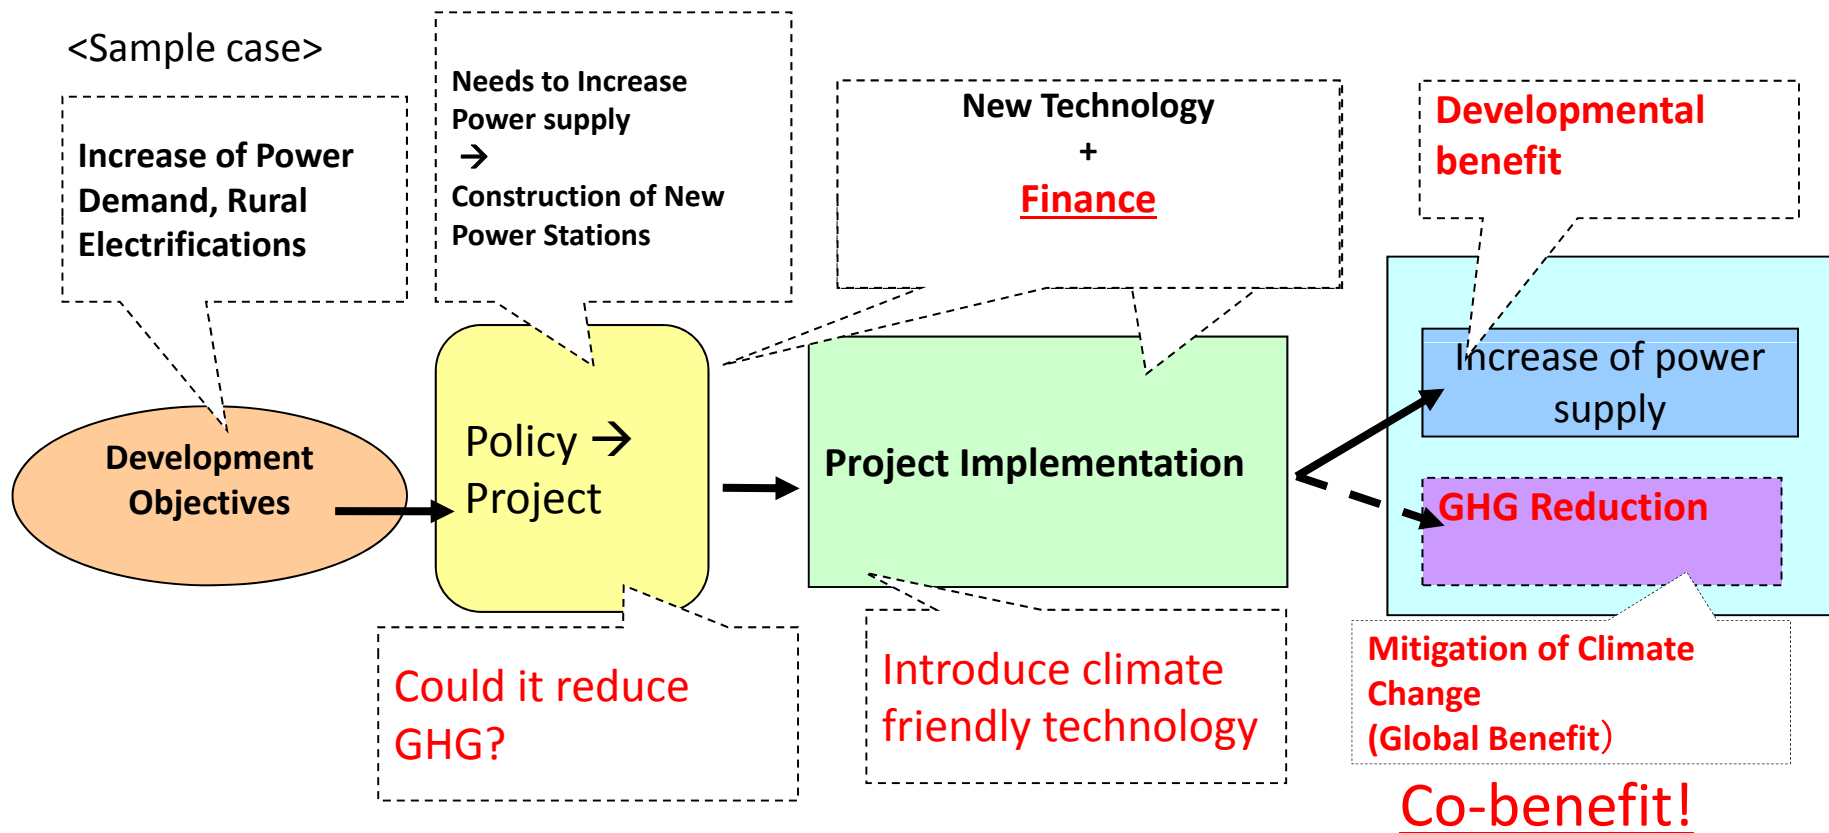 <Sample case>
Increase of Power
Demand, Rural
Electrifications
Needs to Increase
Power supply
→
Construction of New
Power Stations
New Technology
+
Finance
Developmental
benefit
Development
Objectives
Policy →
Project
Project Implementation
Increase of power
supply
GHG Reduction
Could it reduce
GHG?
Introduce climate
friendly technology
Mitigation of Climate
Change
(Global Benefit）
Co-benefit!